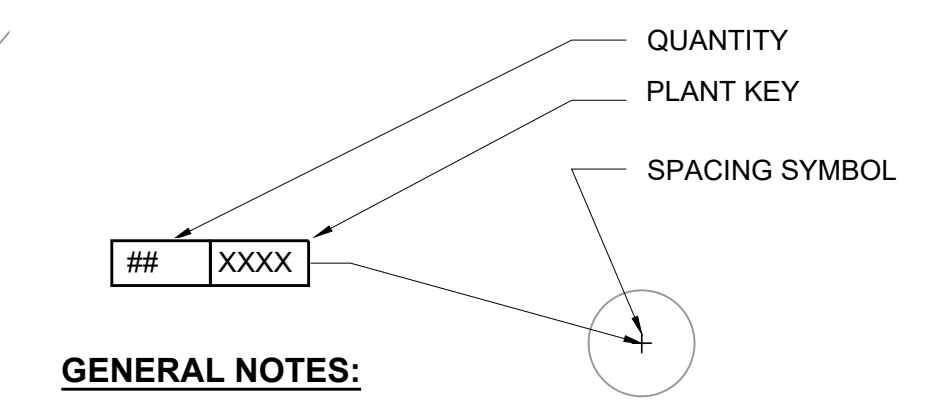 QUANTITY
PLANT KEY
SPACING SYMBOL
## XXXX
GENERAL NOTES: